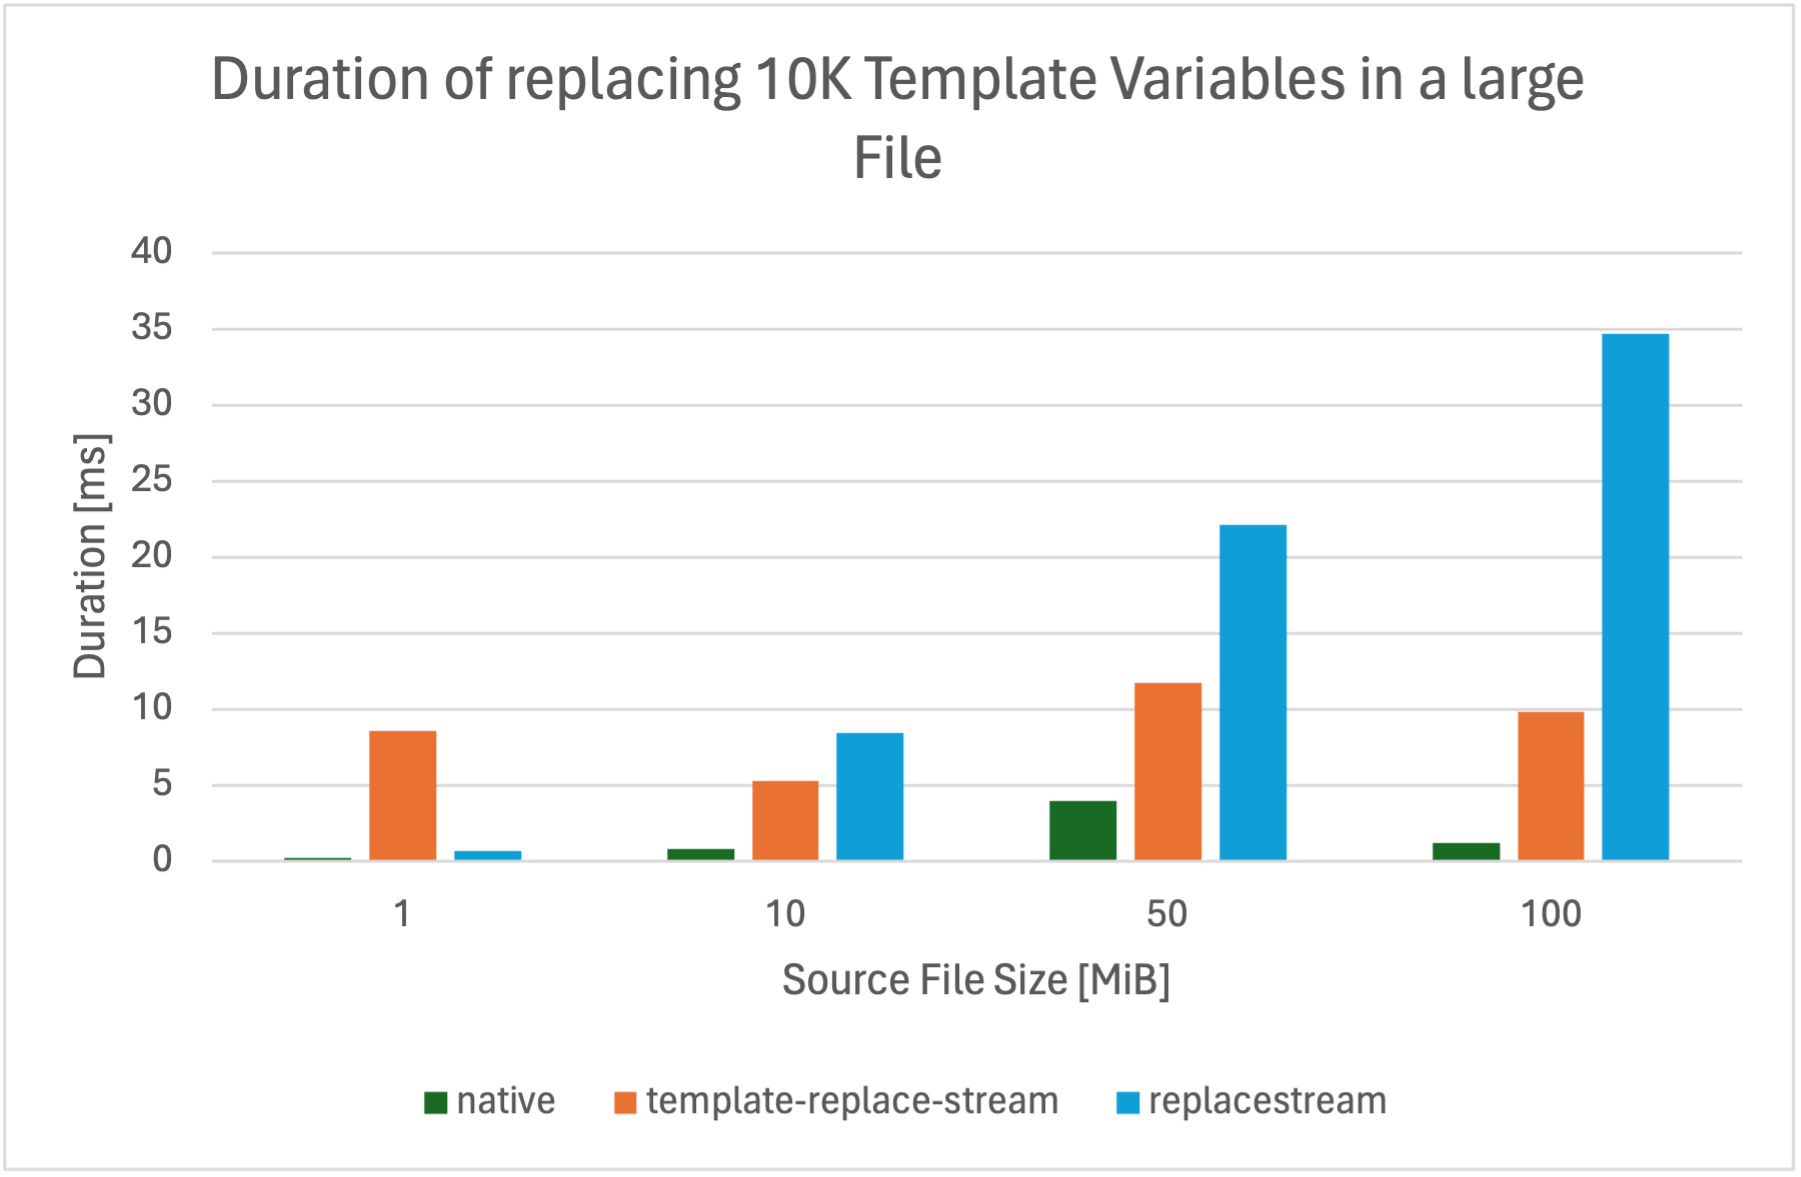 Duration of replacing 10K Template Variables in a large
File
40
35
30
25
20
15
10
5
0
Duration [ms]
1
10
50
100
Source File Size [MiB]
native
template-replace-stream
replacestream